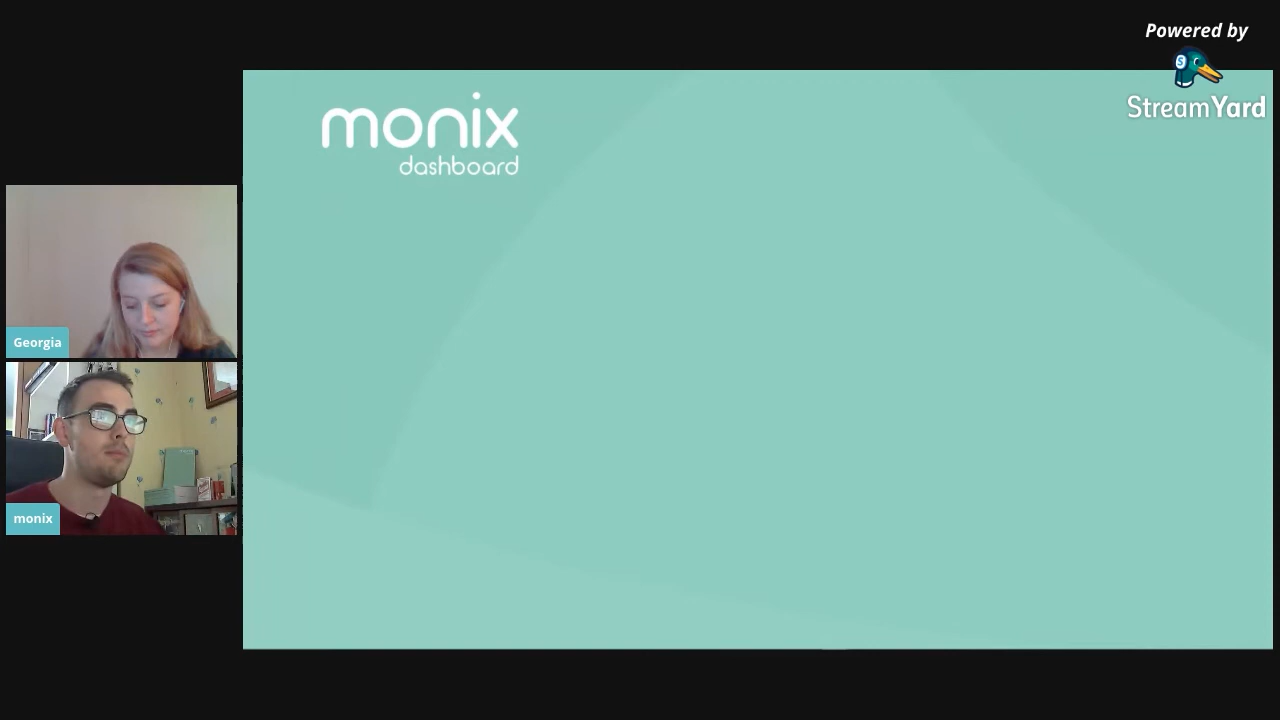 Powered by
StreamYard
monix
dashboard
Georgia
monix